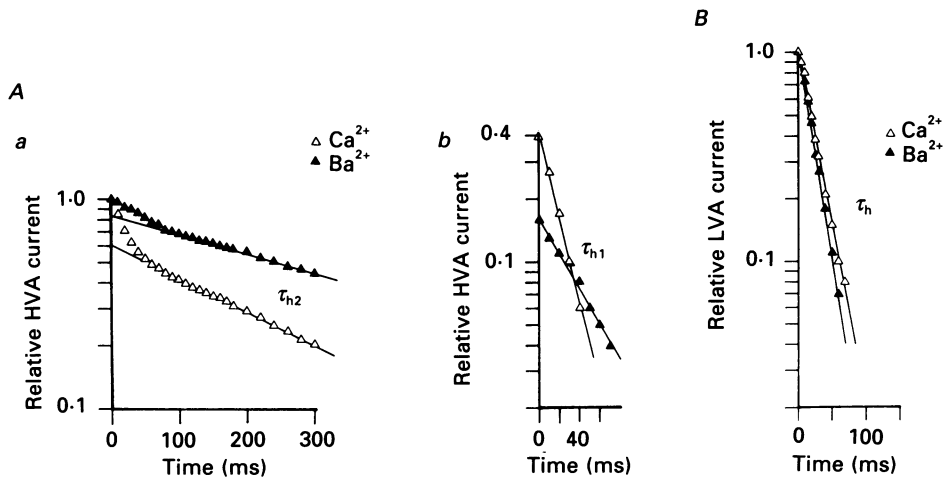 A
a
△ Ca²⁺
▲ Ba²⁺
Relative HVA current
1·0
0·1
τh2
0 100 200 300
Time (ms)
b
Relative HVA current
0·4
0·1
τh1
0 40
Time (ms)
B
△ Ca²⁺
▲ Ba²⁺
Relative LVA current
1.0
0.1
τh
0 100
Time (ms)